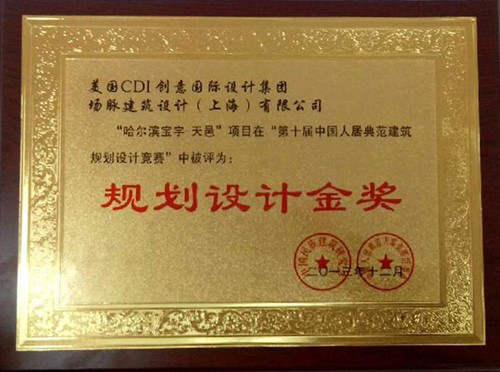 美国CDI创意国际设计集团
场脉建筑设计（上海）有限公司
“哈尔滨宝宇·天邑”项目在“第十届中国人居典范建筑
规划设计竞赛”中被评为：
规划设计金奖
二〇一三年十二月